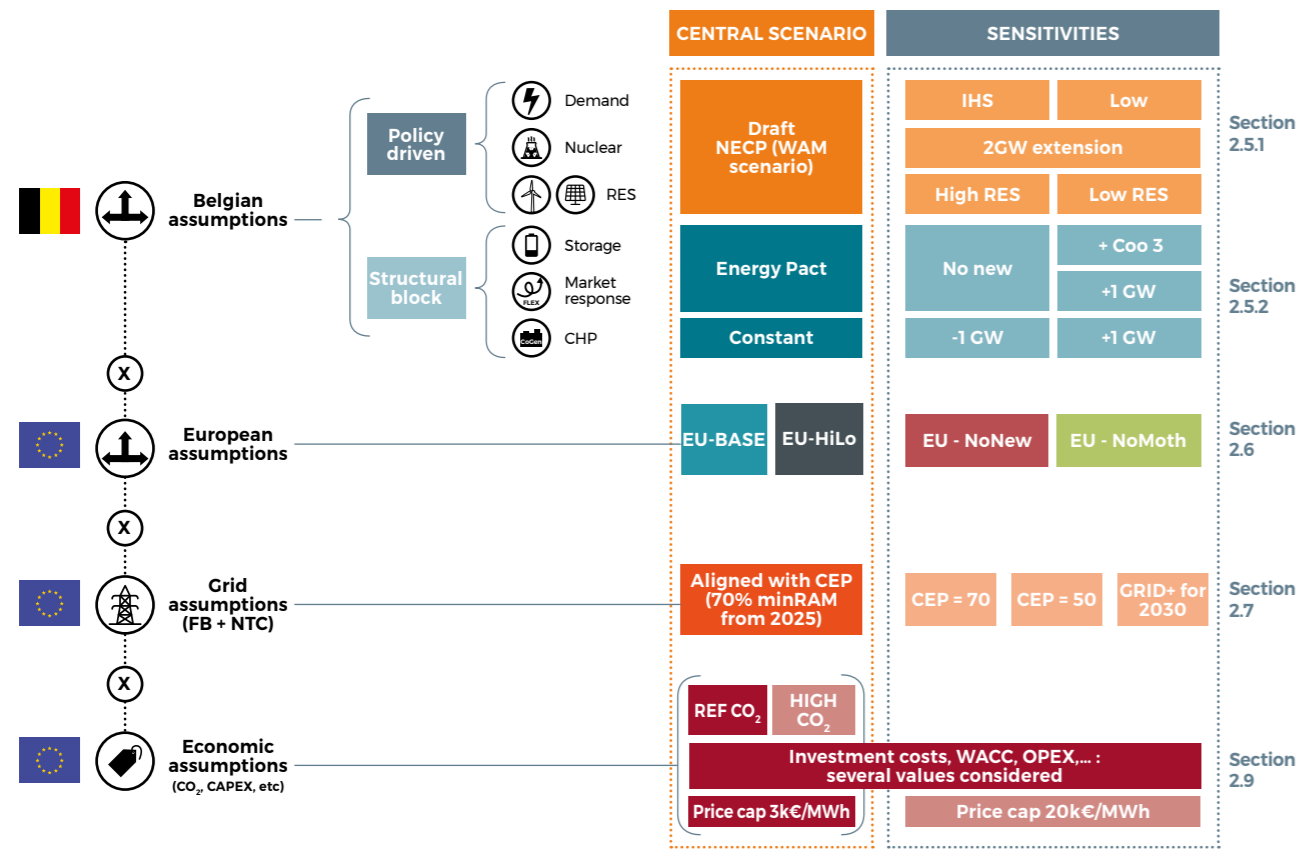 CENTRAL SCENARIO
SENSITIVITIES
Belgian
assumptions
Policy
driven
Demand
Nuclear
RES
Draft
NECP (WAM
scenario)
IHS
Low
2GW extension
High RES
Low RES
Section
2.5.1
Structural
block
Storage
FLEX
Market
response
CoGen
CHP
Energy Pact
Constant
No new
+ Coo 3
+1 GW
-1 GW
+1 GW
Section
2.5.2
X
European
assumptions
EU-BASE
EU-HiLo
EU - NoNew
EU - NoMoth
Section
2.6
X
Grid
assumptions
(FB + NTC)
Aligned with CEP
(70% minRAM
from 2025)
CEP = 70
CEP = 50
GRID+ for
2030
Section
2.7
X
Economic
assumptions
(CO₂, CAPEX, etc)
REF CO₂
HIGH
CO₂
Investment costs, WACC, OPEX,... :
several values considered
Price cap 3k€/MWh
Price cap 20k€/MWh
Section
2.9